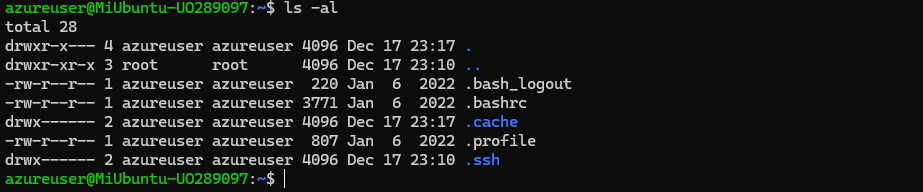 azureuser@MiUbuntu-UO289097:~$ ls -al
total 28
drwxr-x--- 4 azureuser azureuser 4096 Dec 17 23:17 .
drwxr-xr-x 3 root      root      4096 Dec 17 23:10 ..
-rw-r--r-- 1 azureuser azureuser  220 Jan  6  2022 .bash_logout
-rw-r--r-- 1 azureuser azureuser 3771 Jan  6  2022 .bashrc
drwx------ 2 azureuser azureuser 4096 Dec 17 23:17 .cache
-rw-r--r-- 1 azureuser azureuser  807 Jan  6  2022 .profile
drwx------ 2 azureuser azureuser 4096 Dec 17 23:10 .ssh
azureuser@MiUbuntu-UO289097:~$